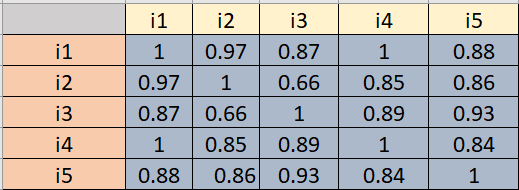 i1 i2 i3 i4 i5
i1 1 0.97 0.87 1 0.88
i2 0.97 1 0.66 0.85 0.86
i3 0.87 0.66 1 0.89 0.93
i4 1 0.85 0.89 1 0.84
i5 0.88 0.86 0.93 0.84 1